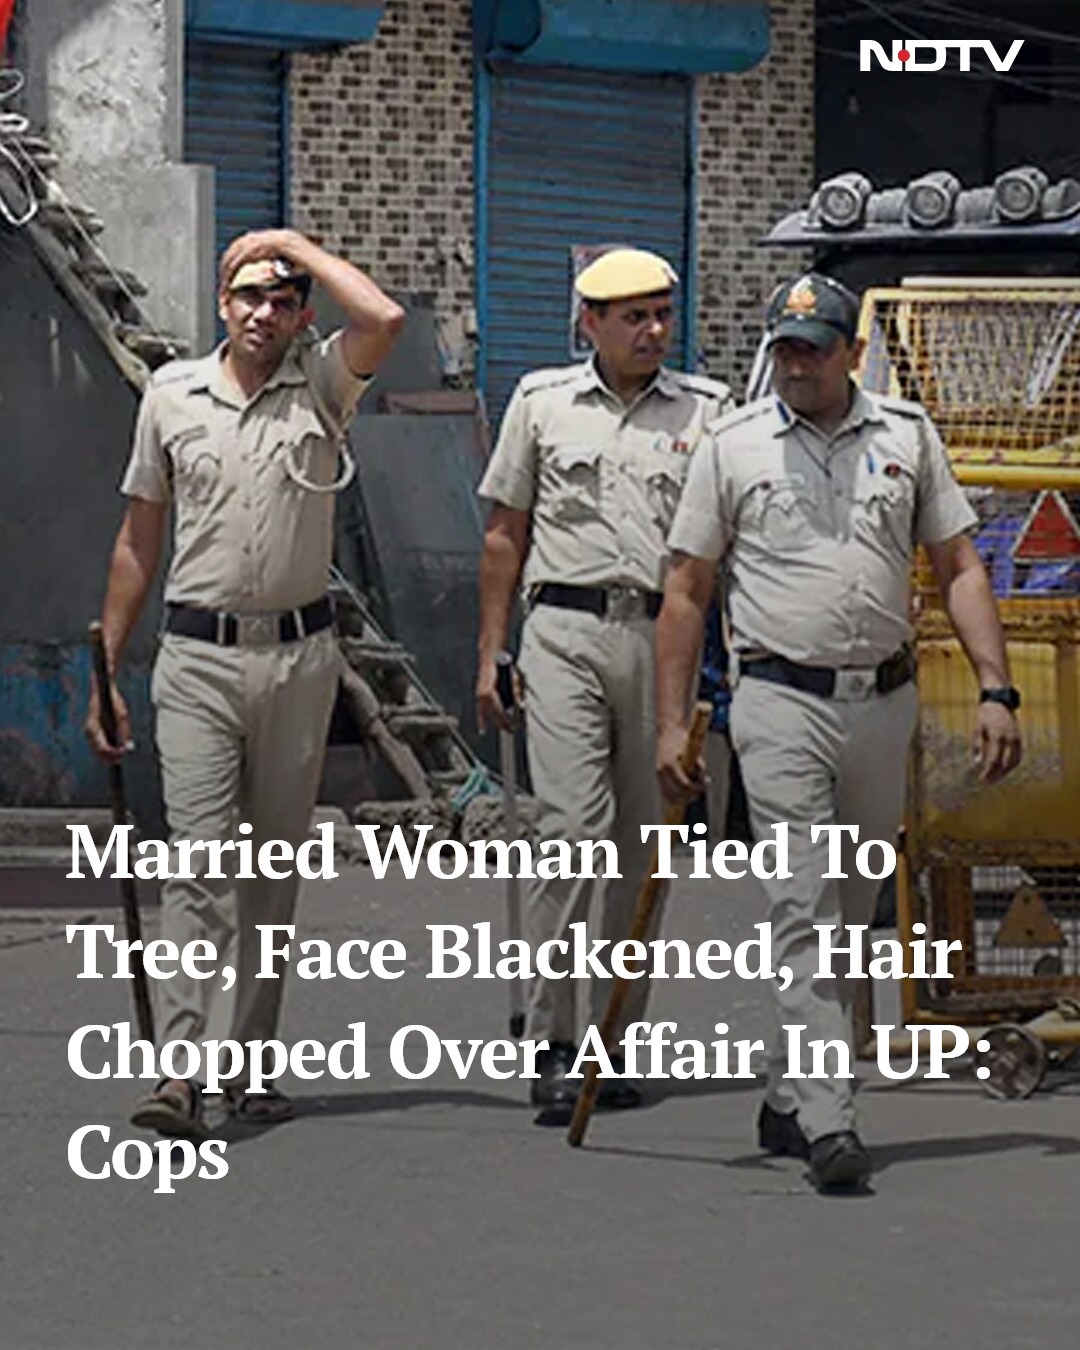 NDTV
Married Woman Tied To
Tree, Face Blackened, Hair
Chopped Over Affair In UP:
Cops